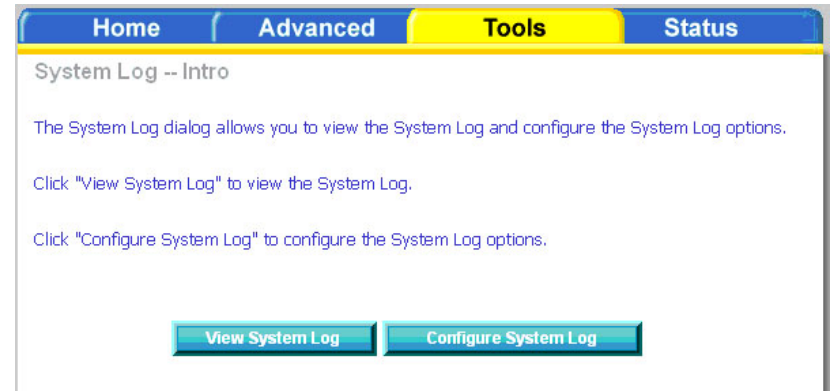 Home Advanced Tools Status
System Log -- Intro
The System Log dialog allows you to view the System Log and configure the System Log options.
Click "View System Log" to view the System Log.
Click "Configure System Log" to configure the System Log options.
View System Log Configure System Log